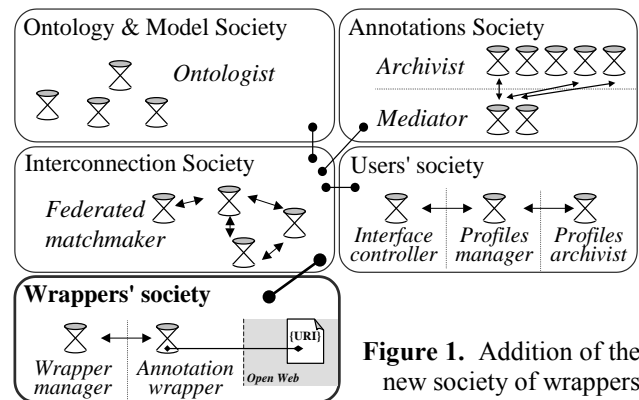 Ontology & Model Society
Ontologist
Annotations Society
Archivist
Mediator
Interconnection Society
Federated
matchmaker
Users' society
Interface
controller
Profiles
manager
Profiles
archivist
Wrappers' society
Wrapper
manager
Annotation
wrapper
{URI}
Open Web
Figure 1. Addition of the
new society of wrappers